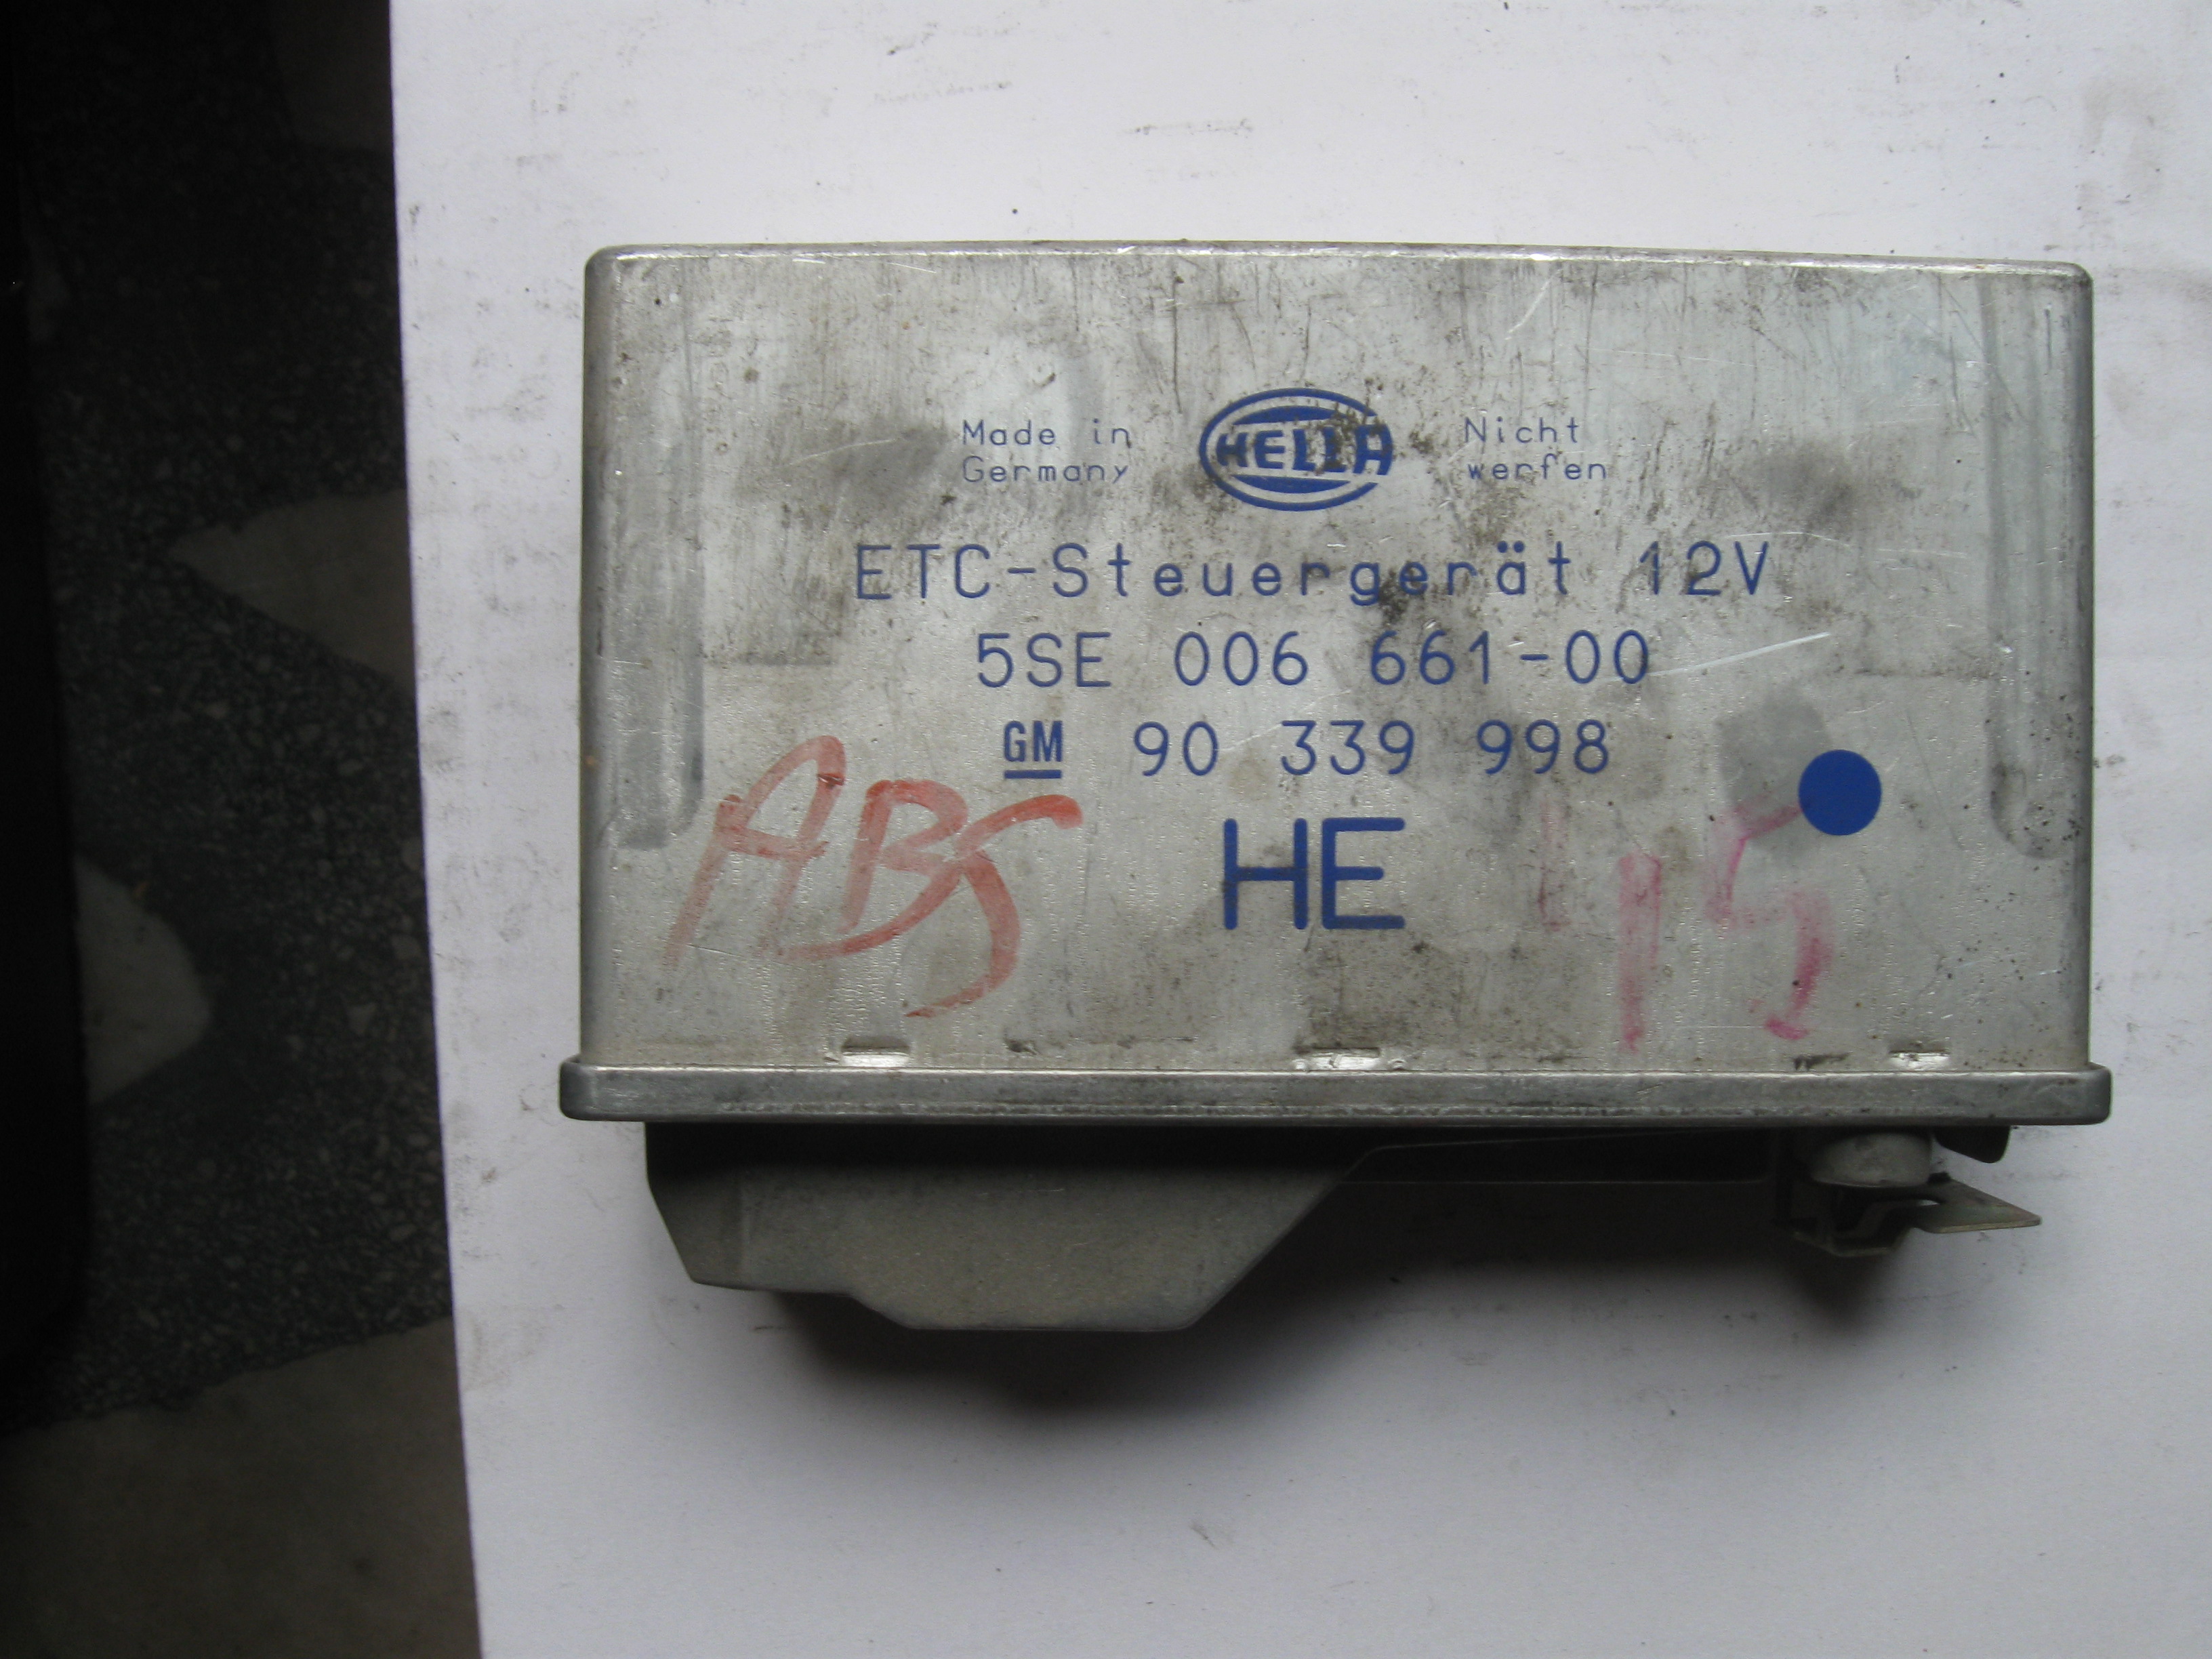 Made in
Germany
HELLA
Nicht
werfen
ETC-Steuergerät 12V
5SE 006 661-00
GM 90 339 998
HE
ABS
15